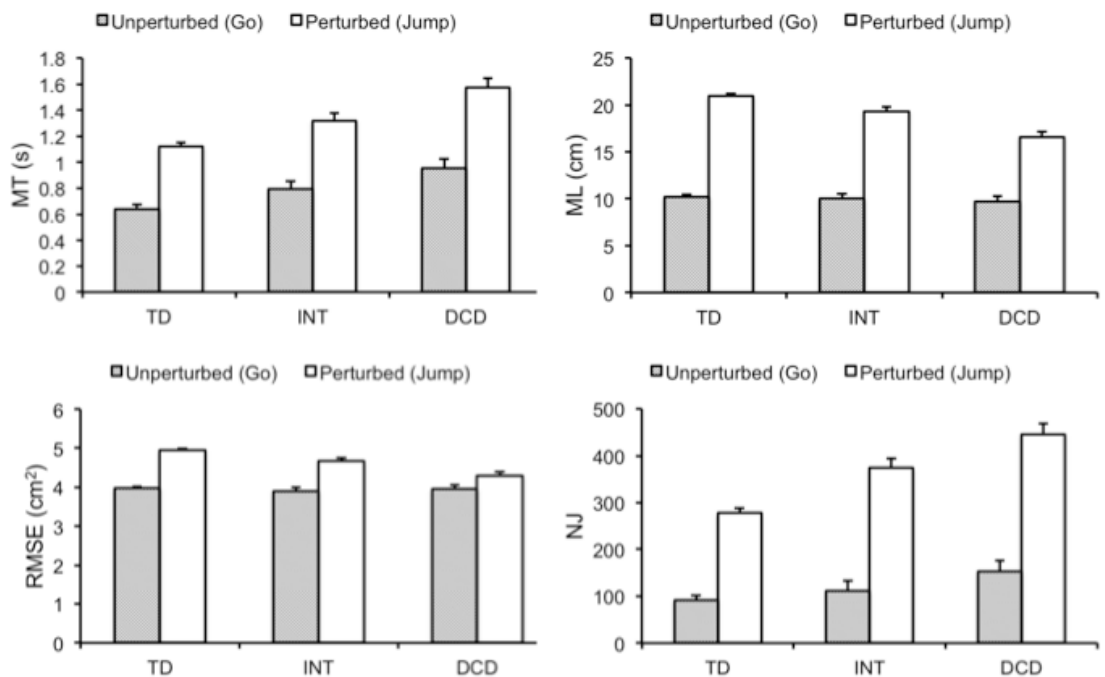 Unperturbed (Go) Perturbed (Jump)
MT (s)
1.8
1.6
1.4
1.2
1
0.8
0.6
0.4
0.2
0
TD INT DCD
Unperturbed (Go) Perturbed (Jump)
ML (cm)
25
20
15
10
5
0
TD INT DCD
Unperturbed (Go) Perturbed (Jump)
RMSE (cm²)
6
5
4
3
2
1
0
TD INT DCD
Unperturbed (Go) Perturbed (Jump)
NJ
500
400
300
200
100
0
TD INT DCD